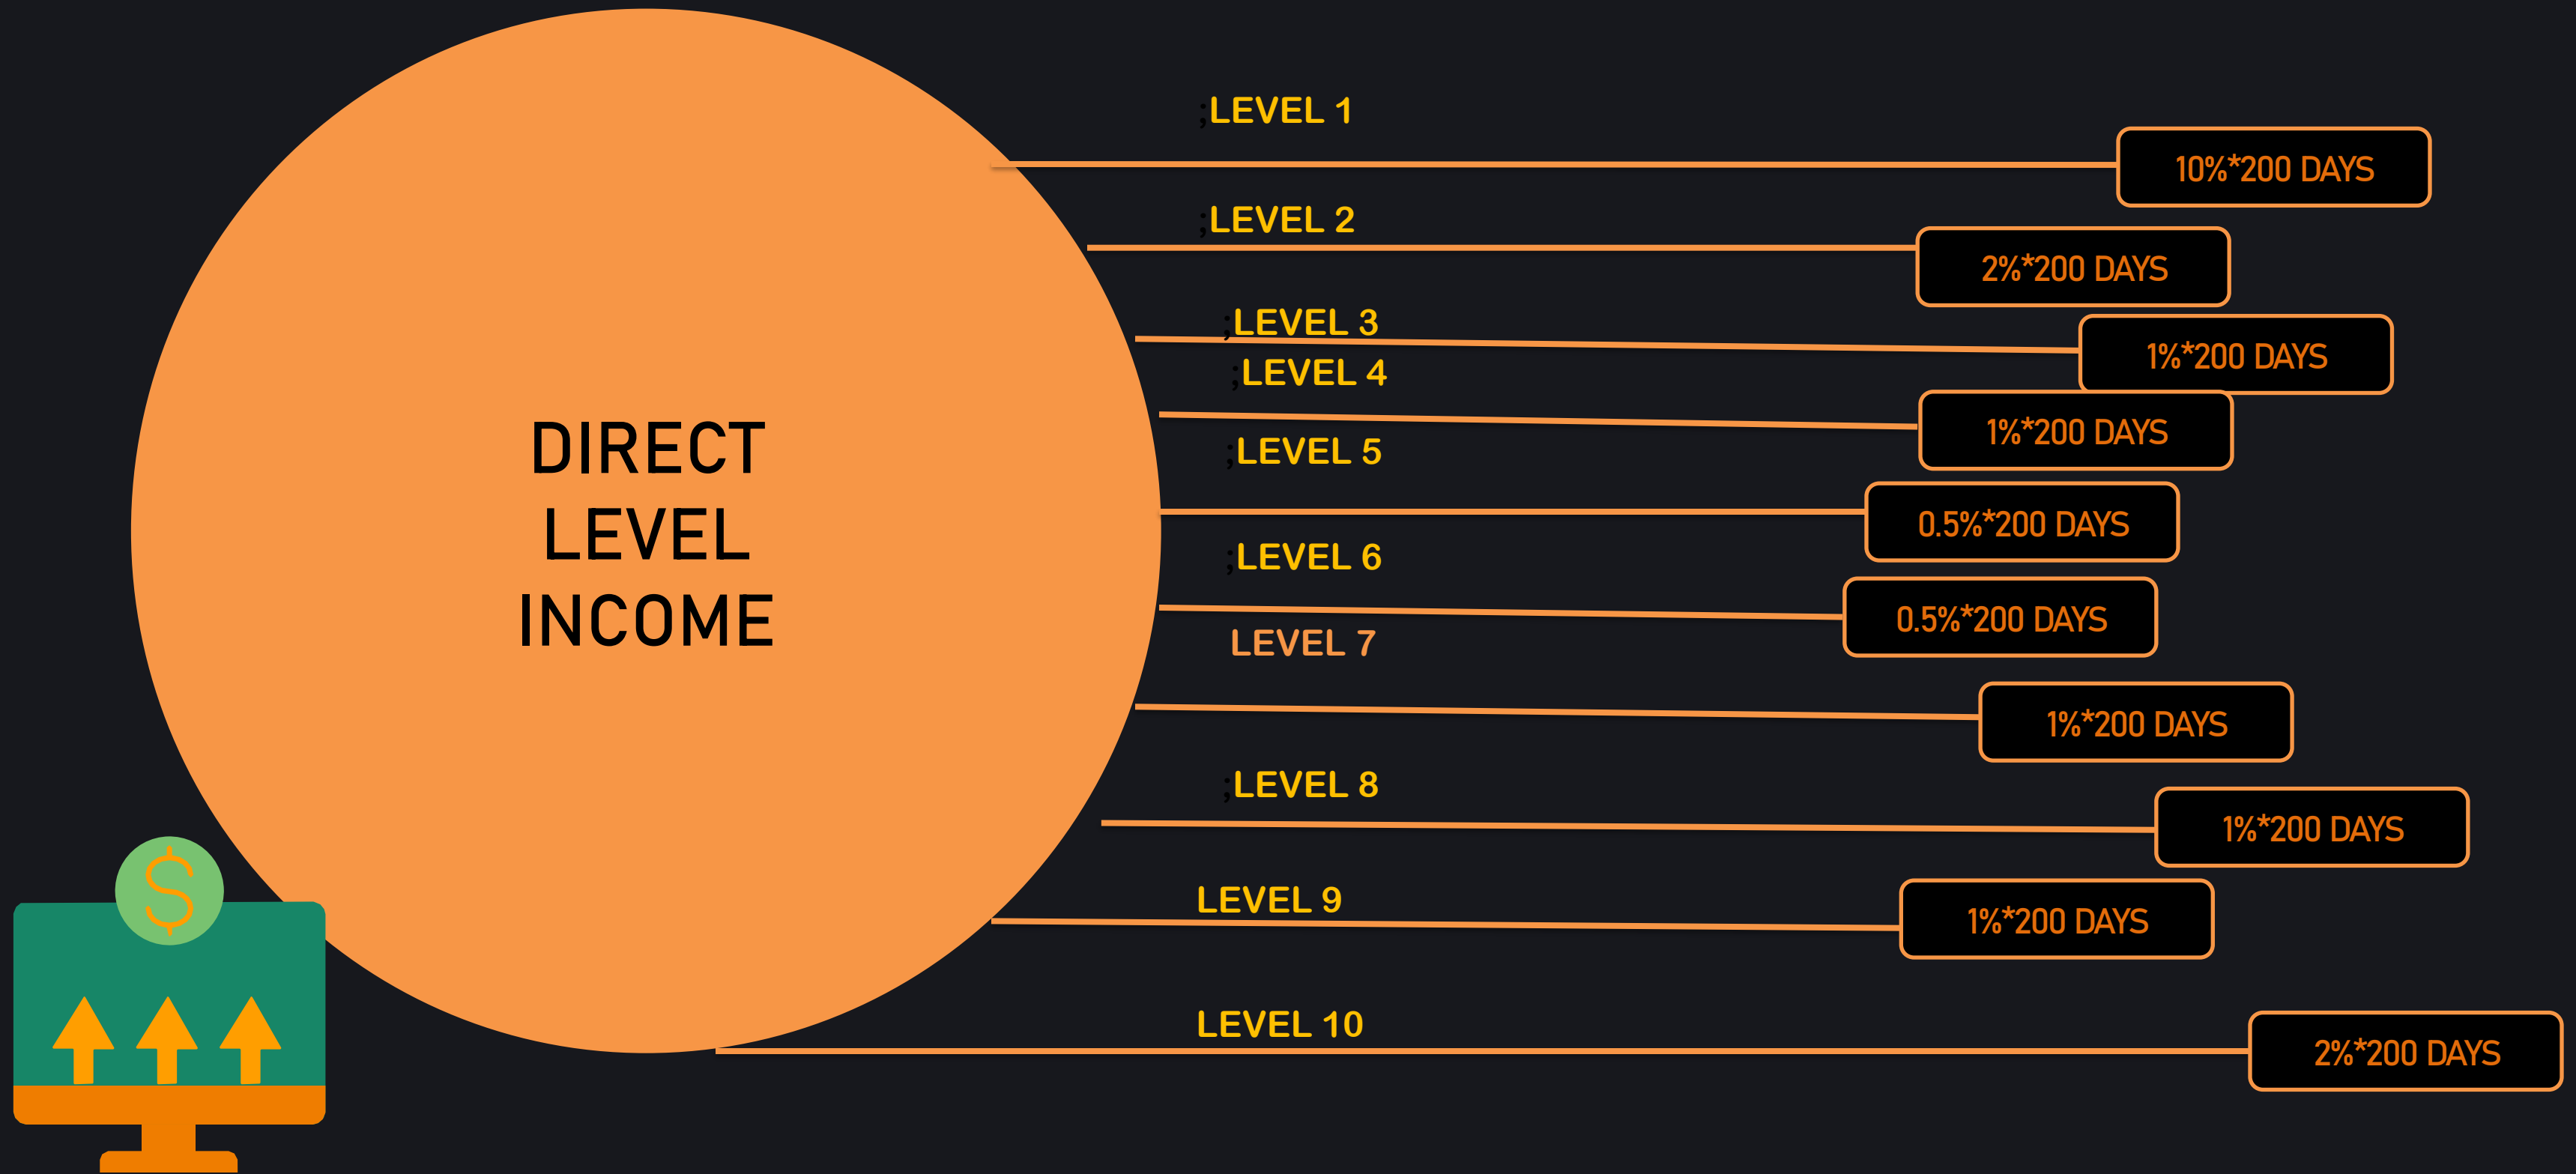 DIRECT
LEVEL
INCOME
;LEVEL 1
10%*200 DAYS
;LEVEL 2
2%*200 DAYS
;LEVEL 3
1%*200 DAYS
;LEVEL 4
1%*200 DAYS
;LEVEL 5
0.5%*200 DAYS
;LEVEL 6
0.5%*200 DAYS
LEVEL 7
1%*200 DAYS
;LEVEL 8
1%*200 DAYS
LEVEL 9
1%*200 DAYS
LEVEL 10
2%*200 DAYS
$